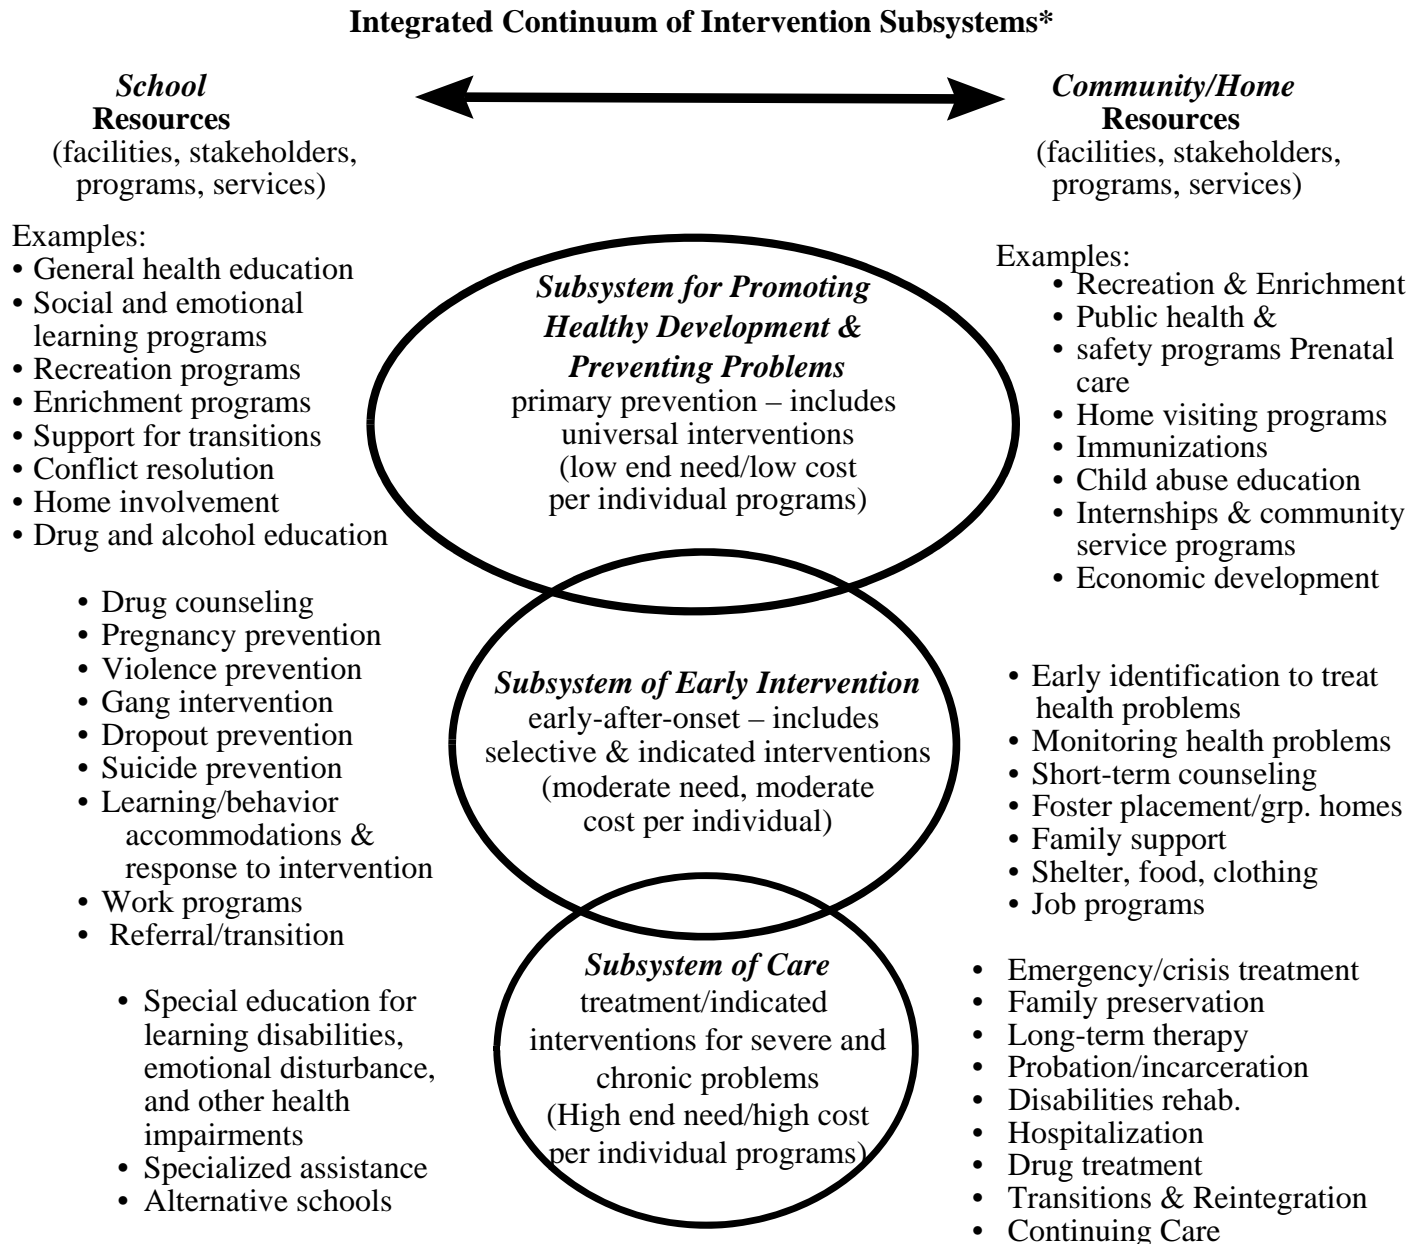 Integrated Continuum of Intervention Subsystems*
School
Resources
(facilities, stakeholders,
programs, services)
Community/Home
Resources
(facilities, stakeholders,
programs, services)
Examples:
• General health education
• Social and emotional
learning programs
• Recreation programs
• Enrichment programs
• Support for transitions
• Conflict resolution
• Home involvement
• Drug and alcohol education
Subsystem for Promoting
Healthy Development &
Preventing Problems
primary prevention – includes
universal interventions
(low end need/low cost
per individual programs)
Examples:
• Recreation & Enrichment
• Public health &
• safety programs Prenatal
care
• Home visiting programs
• Immunizations
• Child abuse education
• Internships & community
service programs
• Economic development
• Drug counseling
• Pregnancy prevention
• Violence prevention
• Gang intervention
• Dropout prevention
• Suicide prevention
• Learning/behavior
accommodations &
response to intervention
• Work programs
• Referral/transition
Subsystem of Early Intervention
early-after-onset – includes
selective & indicated interventions
(moderate need, moderate
cost per individual)
• Early identification to treat
health problems
• Monitoring health problems
• Short-term counseling
• Foster placement/grp. homes
• Family support
• Shelter, food, clothing
• Job programs
• Special education for
learning disabilities,
emotional disturbance,
and other health
impairments
• Specialized assistance
• Alternative schools
Subsystem of Care
treatment/indicated
interventions for severe and
chronic problems
(High end need/high cost
per individual programs)
• Emergency/crisis treatment
• Family preservation
• Long-term therapy
• Probation/incarceration
• Disabilities rehab.
• Hospitalization
• Drug treatment
• Transitions & Reintegration
• Continuing Care